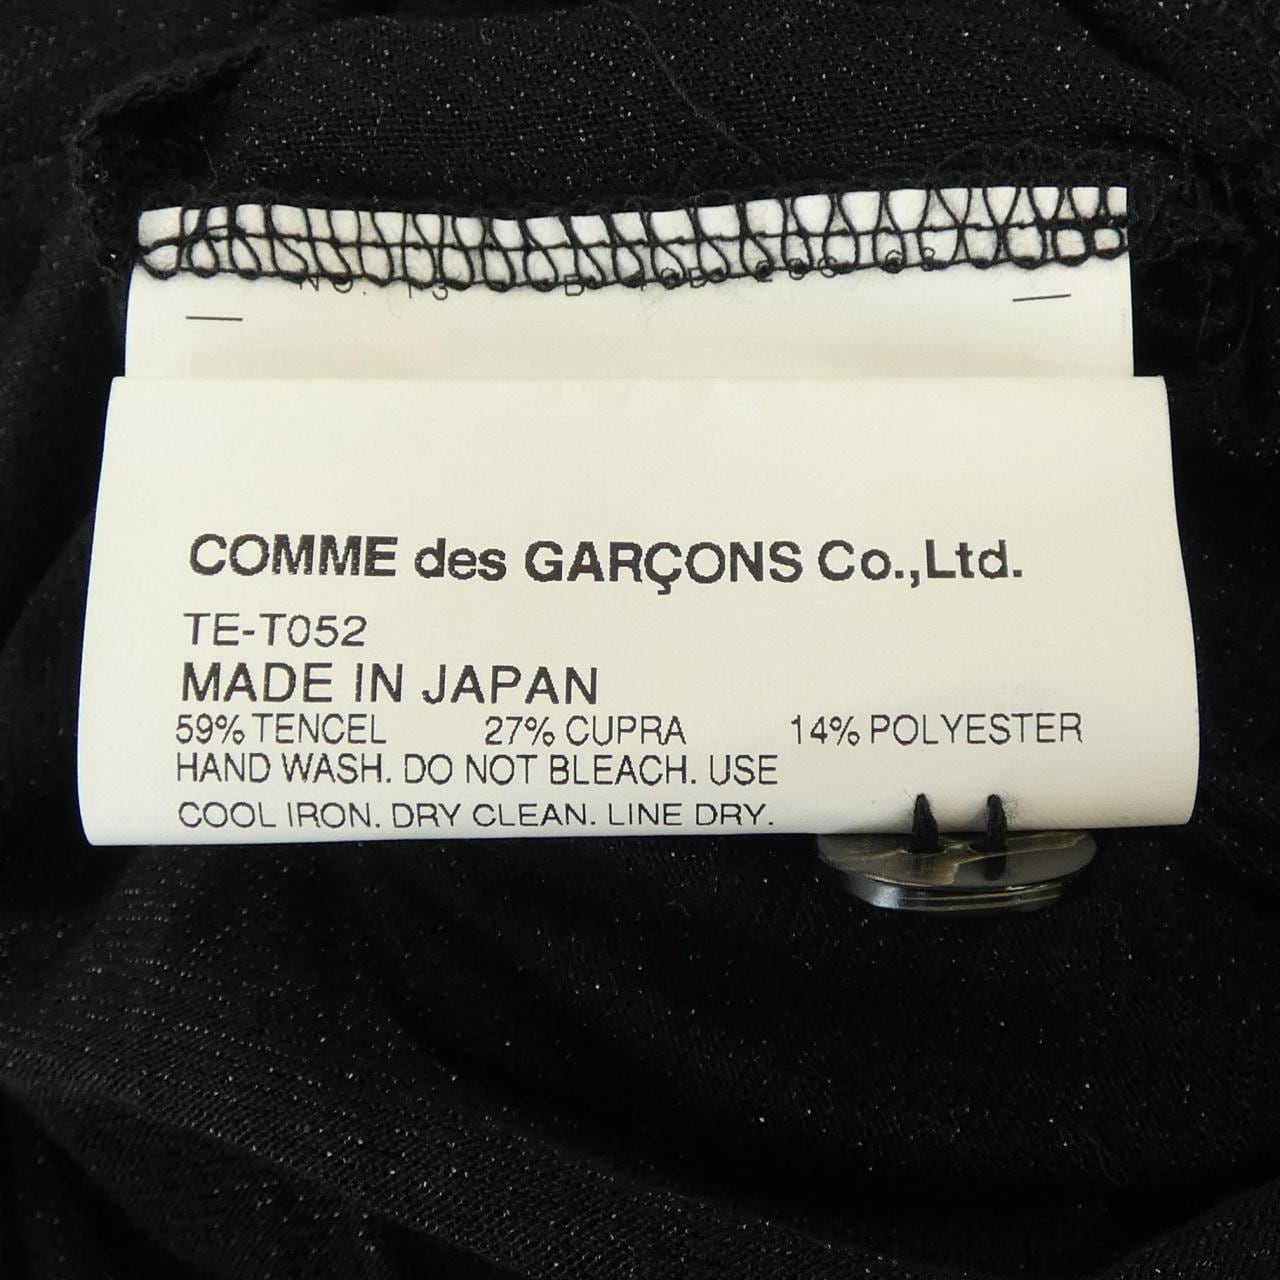 COMME des GARÇONS Co.,Ltd.
TE-T052
MADE IN JAPAN
59% TENCEL 27% CUPRA 14% POLYESTER
HAND WASH. DO NOT BLEACH. USE
COOL IRON. DRY CLEAN. LINE DRY.